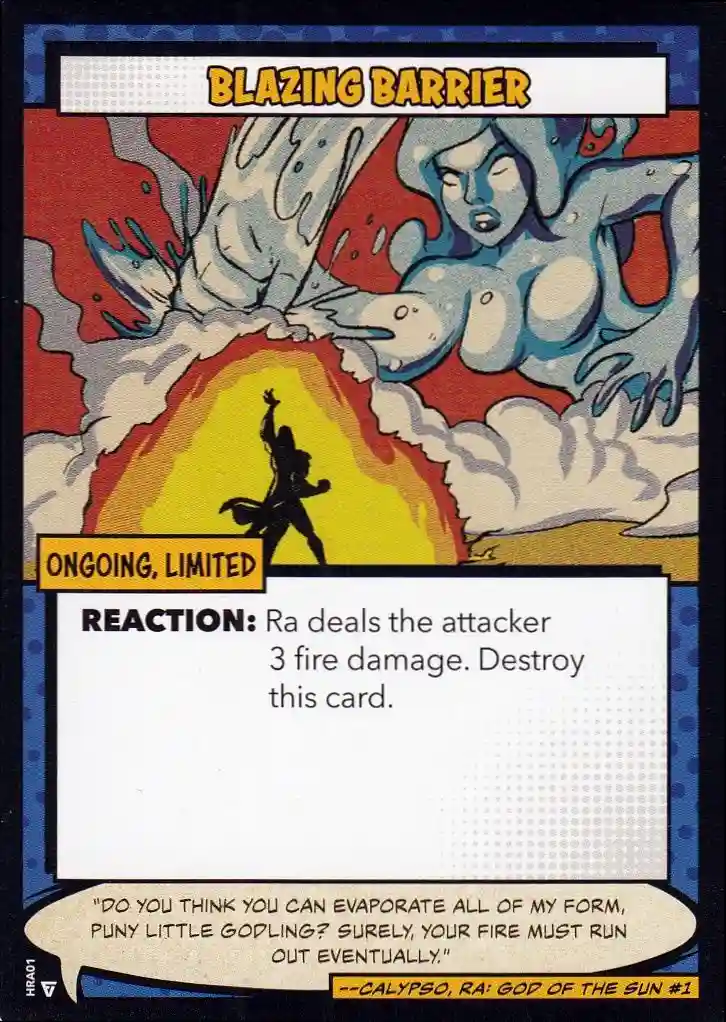 BLAZING BARRIER
ONGOING, LIMITED
REACTION: Ra deals the attacker
3 fire damage. Destroy
this card.
"DO YOU THINK YOU CAN EVAPORATE ALL OF MY FORM,
PUNY LITTLE GODLING? SURELY, YOUR FIRE MUST RUN
OUT EVENTUALLY."
--CALYPSO, RA: GOD OF THE SUN #1
HRA01